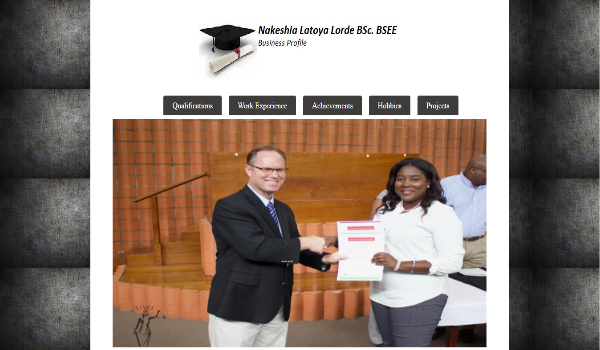 Nakeshia Latoya Lorde BSc. BSEE
Business Profile
Qualifications Work Experience Achievements Hobbies Projects